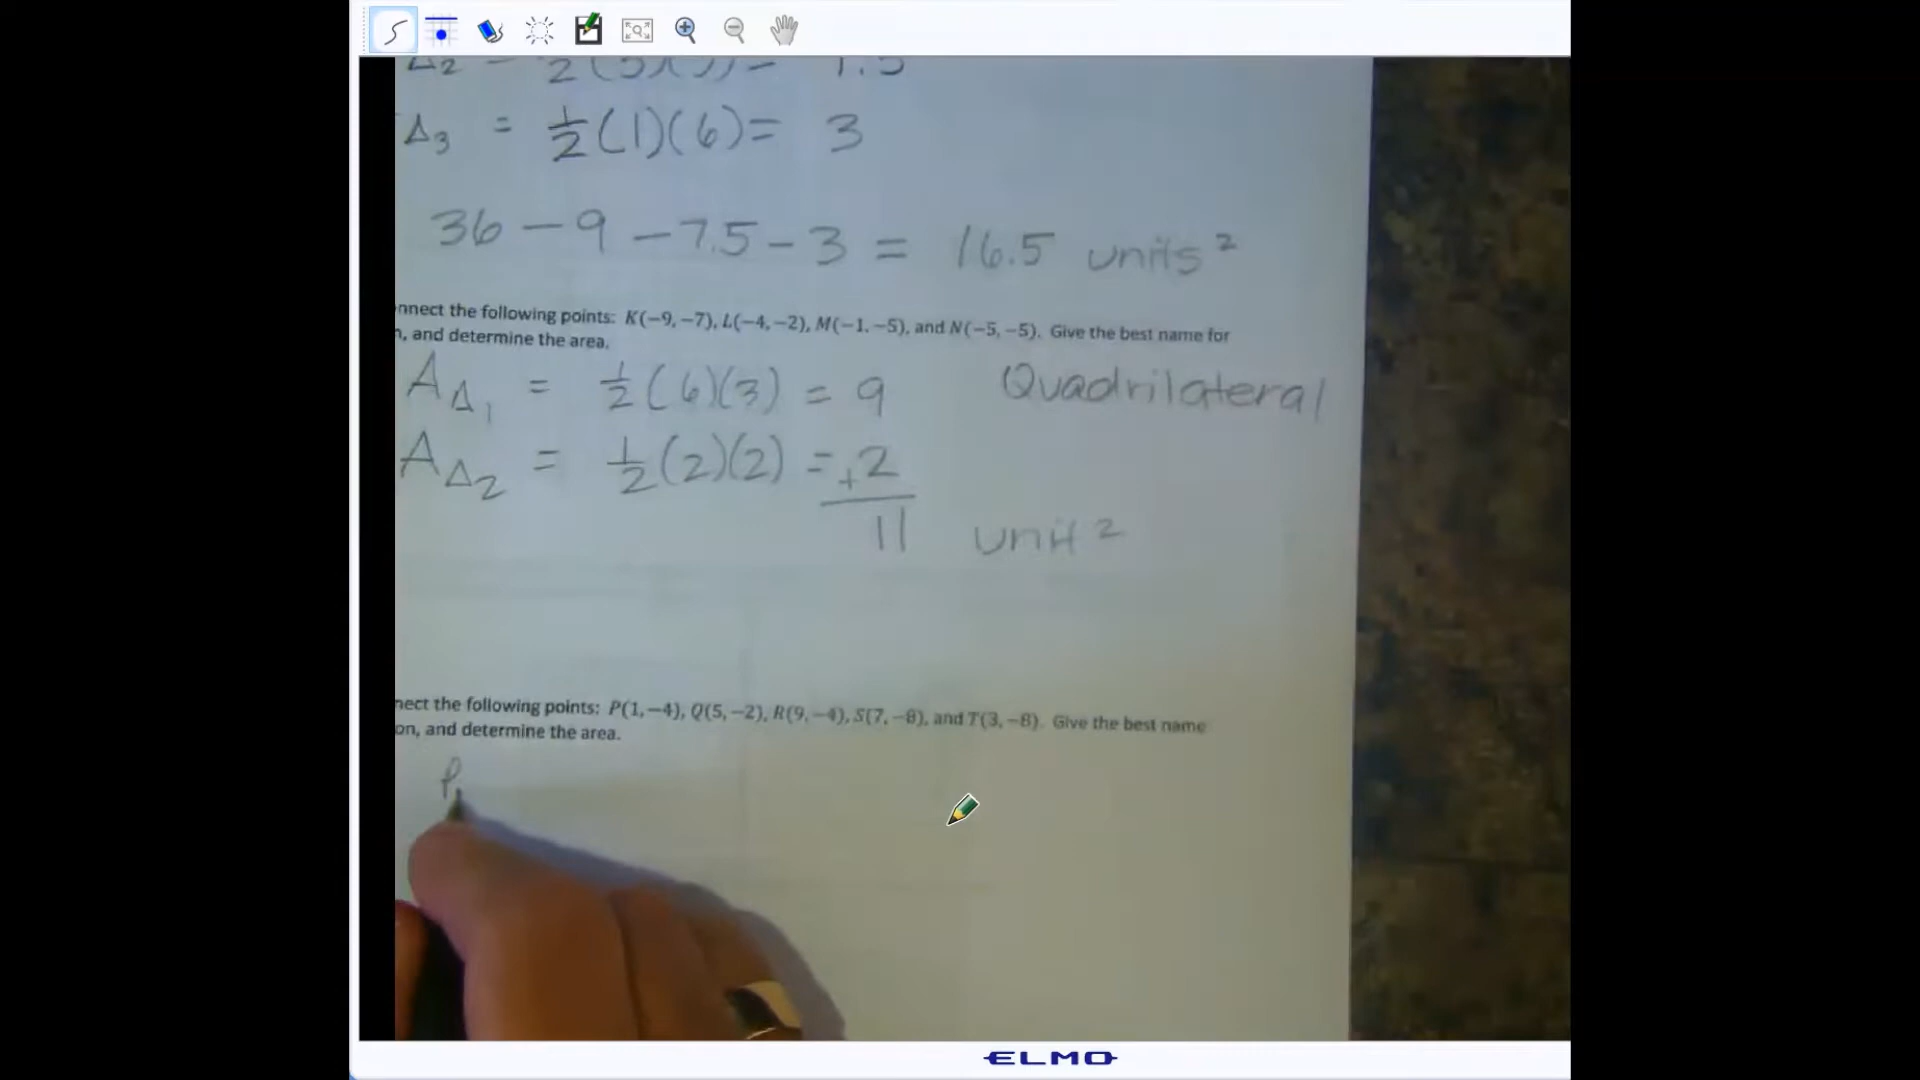 Δ3 = 1/2 (1)(6) = 3
36 - 9 - 7.5 - 3 = 16.5 units²
nnect the following points: K(−9, −7), L(−4, −2), M(−1, −5), and N(−5, −5). Give the best name for
n, and determine the area.
AΔ1 = 1/2 (6)(3) = 9
Quadrilateral
AΔ2 = 1/2 (2)(2) = + 2
11 unit²
nect the following points: P(1, −4), Q(5, −2), R(9, −4), S(7, −8), and T(3, −8). Give the best name
on, and determine the area.
ELMO